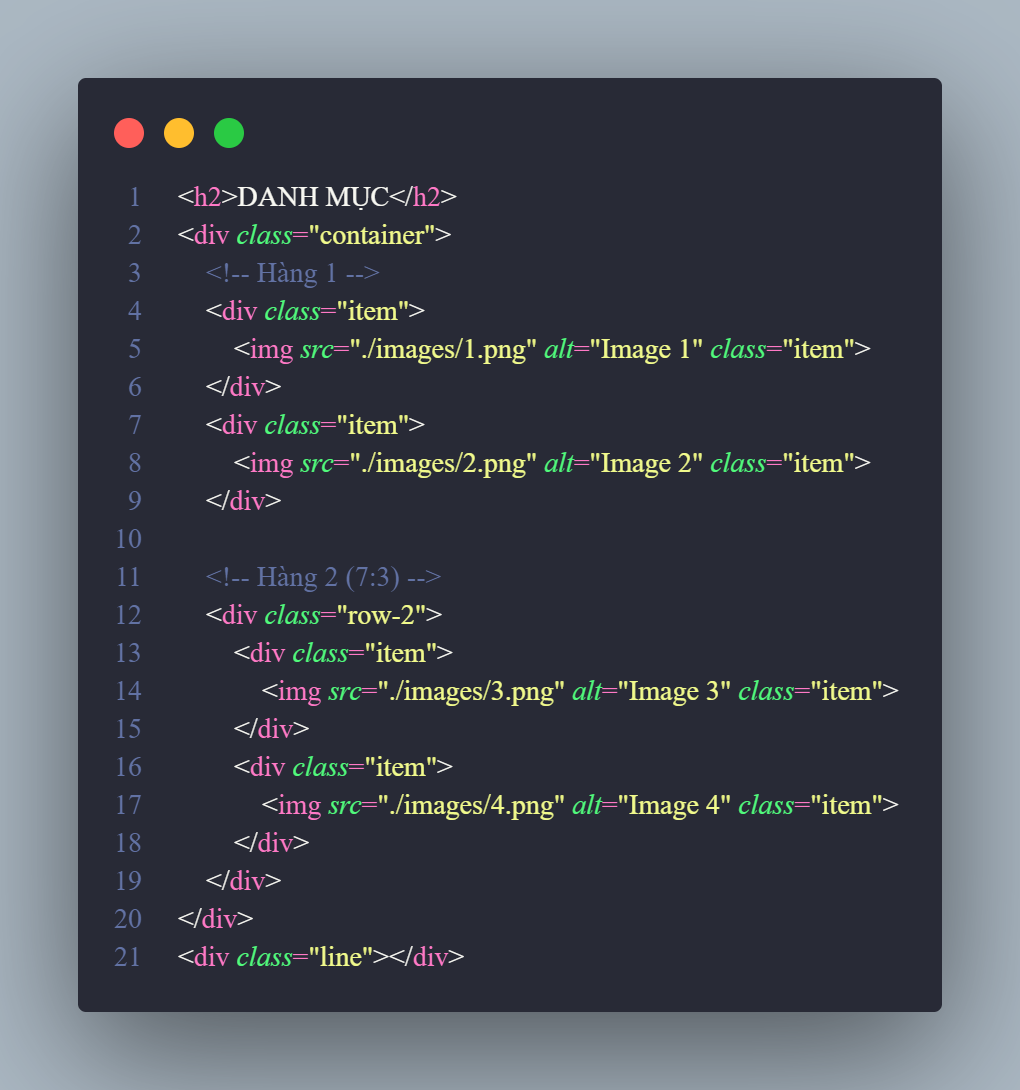 1 <h2>DANH MỤC</h2>
2 <div class="container">
3 <!-- Hàng 1 -->
4 <div class="item">
5 <img src="./images/1.png" alt="Image 1" class="item">
6 </div>
7 <div class="item">
8 <img src="./images/2.png" alt="Image 2" class="item">
9 </div>
10
11 <!-- Hàng 2 (7:3) -->
12 <div class="row-2">
13 <div class="item">
14 <img src="./images/3.png" alt="Image 3" class="item">
15 </div>
16 <div class="item">
17 <img src="./images/4.png" alt="Image 4" class="item">
18 </div>
19 </div>
20 </div>
21 <div class="line"></div>